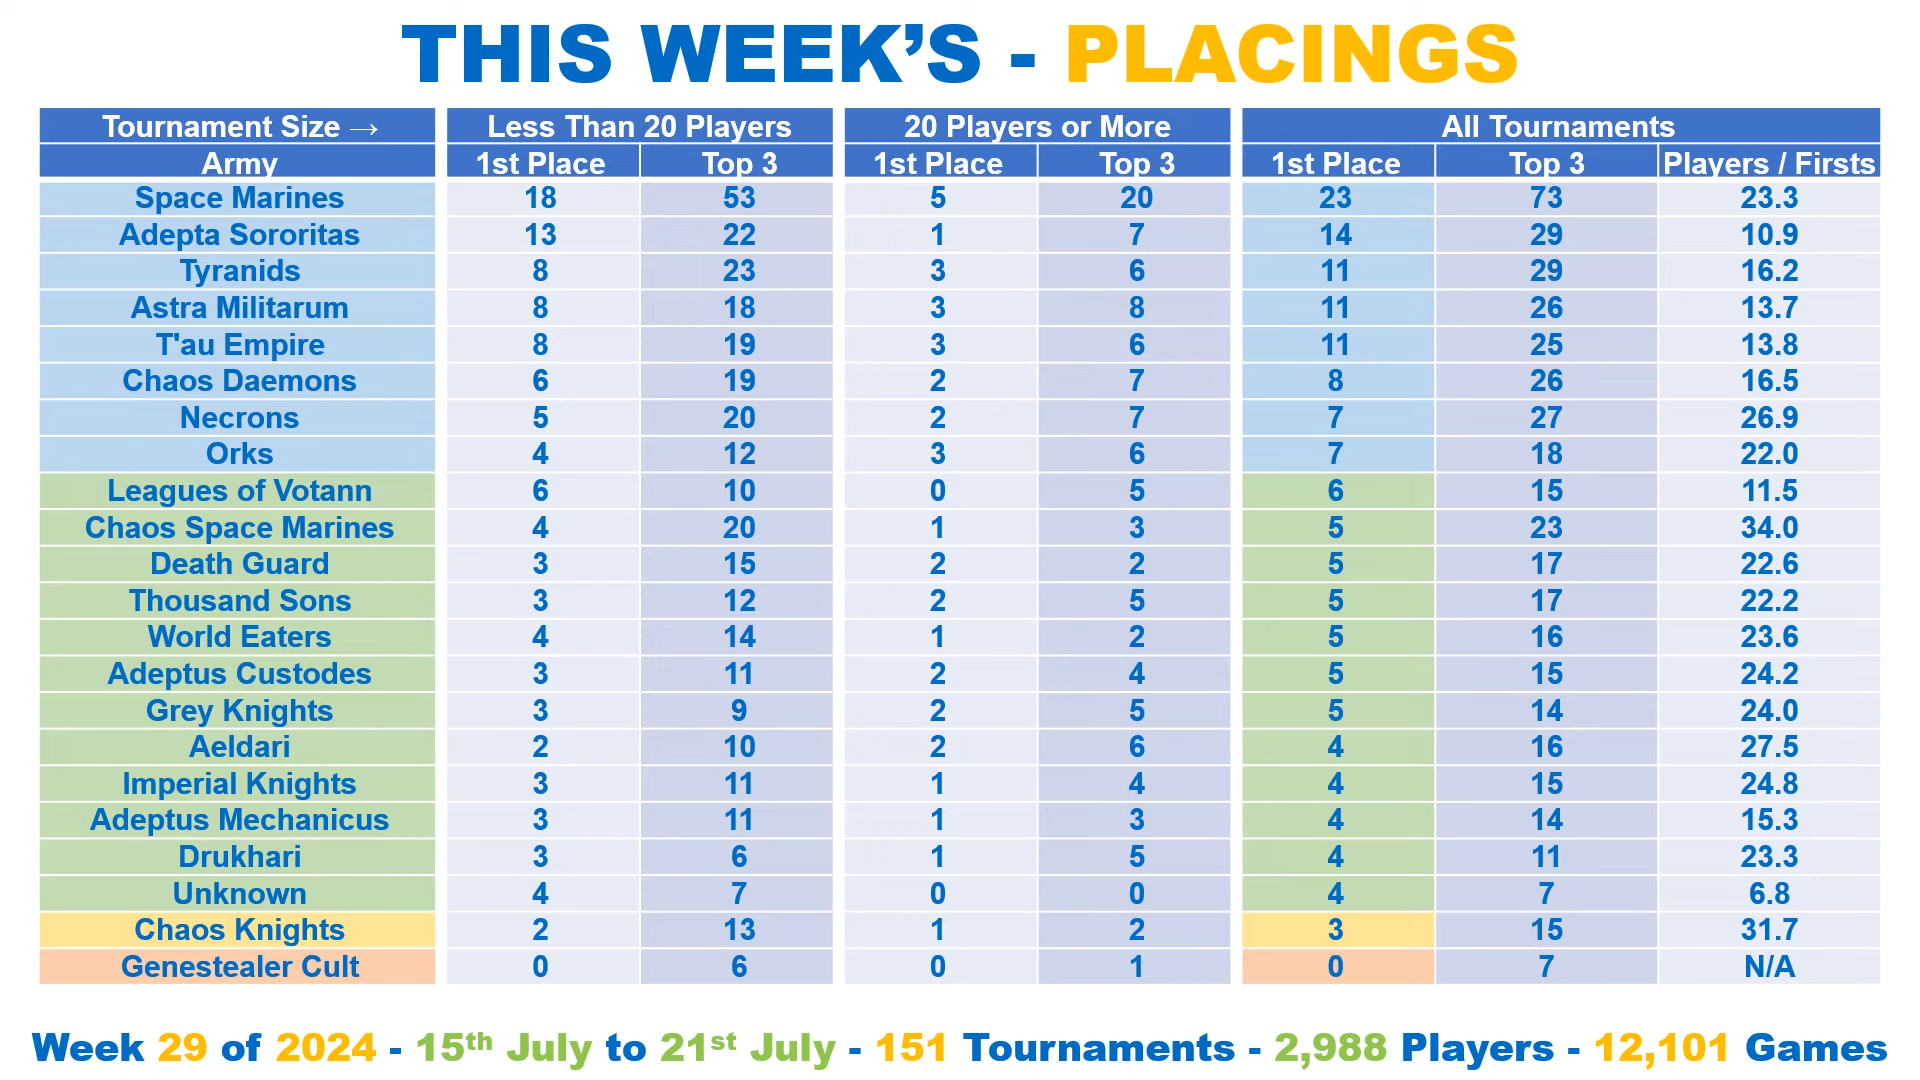 THIS WEEK'S - PLACINGS
Tournament Size → Less Than 20 Players 20 Players or More All Tournaments
Army 1st Place Top 3 1st Place Top 3 1st Place Top 3 Players / Firsts
Space Marines 18 53 5 20 23 73 23.3
Adepta Sororitas 13 22 1 7 14 29 10.9
Tyranids 8 23 3 6 11 29 16.2
Astra Militarum 8 18 3 8 11 26 13.7
T'au Empire 8 19 3 6 11 25 13.8
Chaos Daemons 6 19 2 7 8 26 16.5
Necrons 5 20 2 7 7 27 26.9
Orks 4 12 3 6 7 18 22.0
Leagues of Votann 6 10 0 5 6 15 11.5
Chaos Space Marines 4 20 1 3 5 23 34.0
Death Guard 3 15 2 2 5 17 22.6
Thousand Sons 3 12 2 5 5 17 22.2
World Eaters 4 14 1 2 5 16 23.6
Adeptus Custodes 3 11 2 4 5 15 24.2
Grey Knights 3 9 2 5 5 14 24.0
Aeldari 2 10 2 6 4 16 27.5
Imperial Knights 3 11 1 4 4 15 24.8
Adeptus Mechanicus 3 11 1 3 4 14 15.3
Drukhari 3 6 1 5 4 11 23.3
Unknown 4 7 0 0 4 7 6.8
Chaos Knights 2 13 1 2 3 15 31.7
Genestealer Cult 0 6 0 1 0 7 N/A
Week 29 of 2024 - 15th July to 21st July - 151 Tournaments - 2,988 Players - 12,101 Games